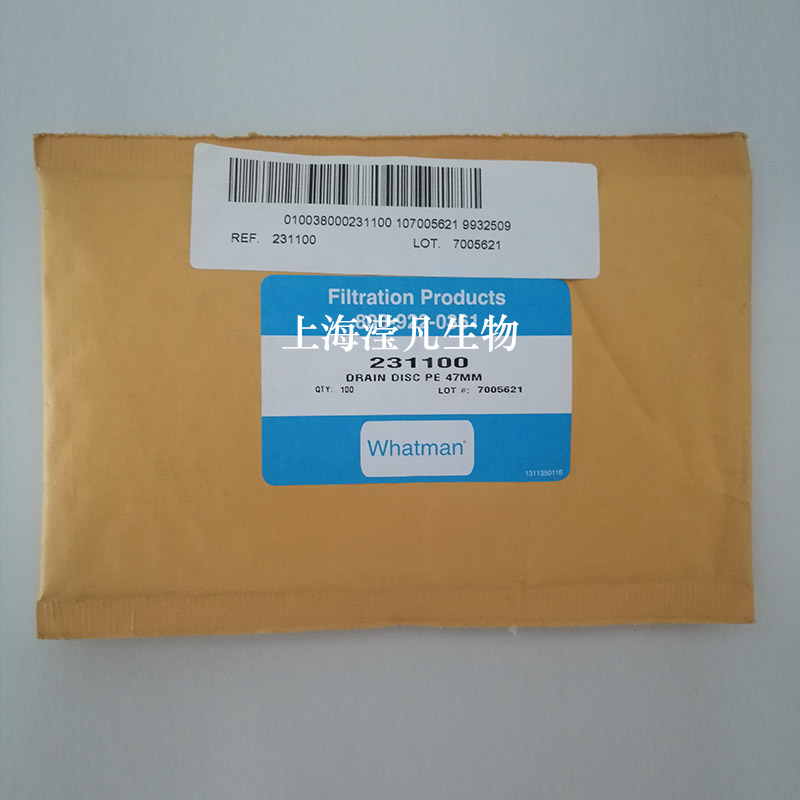 010038000231100 107005621 9932509
REF. 231100 LOT. 7005621
Filtration Products
上海滢凡生物
231100
DRAIN DISC PE 47MM
QTY: 100 LOT #: 7005621
Whatman®